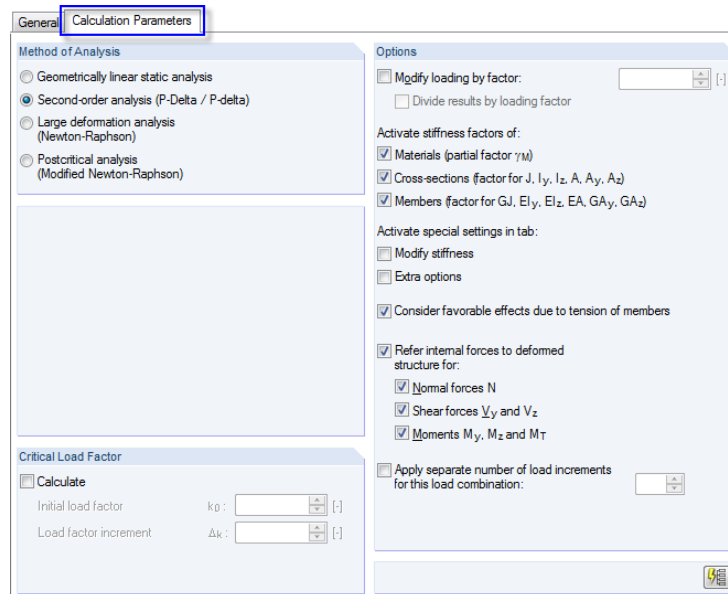 General
Calculation Parameters
Method of Analysis
Geometrically linear static analysis
Second-order analysis (P-Delta / P-delta)
Large deformation analysis
(Newton-Raphson)
Postcritical analysis
(Modified Newton-Raphson)
Critical Load Factor
Calculate
Initial load factor k0 : [-]
Load factor increment Δk : [-]
Options
Modify loading by factor: [-]
Divide results by loading factor
Activate stiffness factors of:
Materials (partial factor γM)
Cross-sections (factor for J, Iy, Iz, A, Ay, Az)
Members (factor for GJ, EIy, EIz, EA, GAy, GAz)
Activate special settings in tab:
Modify stiffness
Extra options
Consider favorable effects due to tension of members
Refer internal forces to deformed
structure for:
Normal forces N
Shear forces Vy and Vz
Moments My, Mz and MT
Apply separate number of load increments
for this load combination: